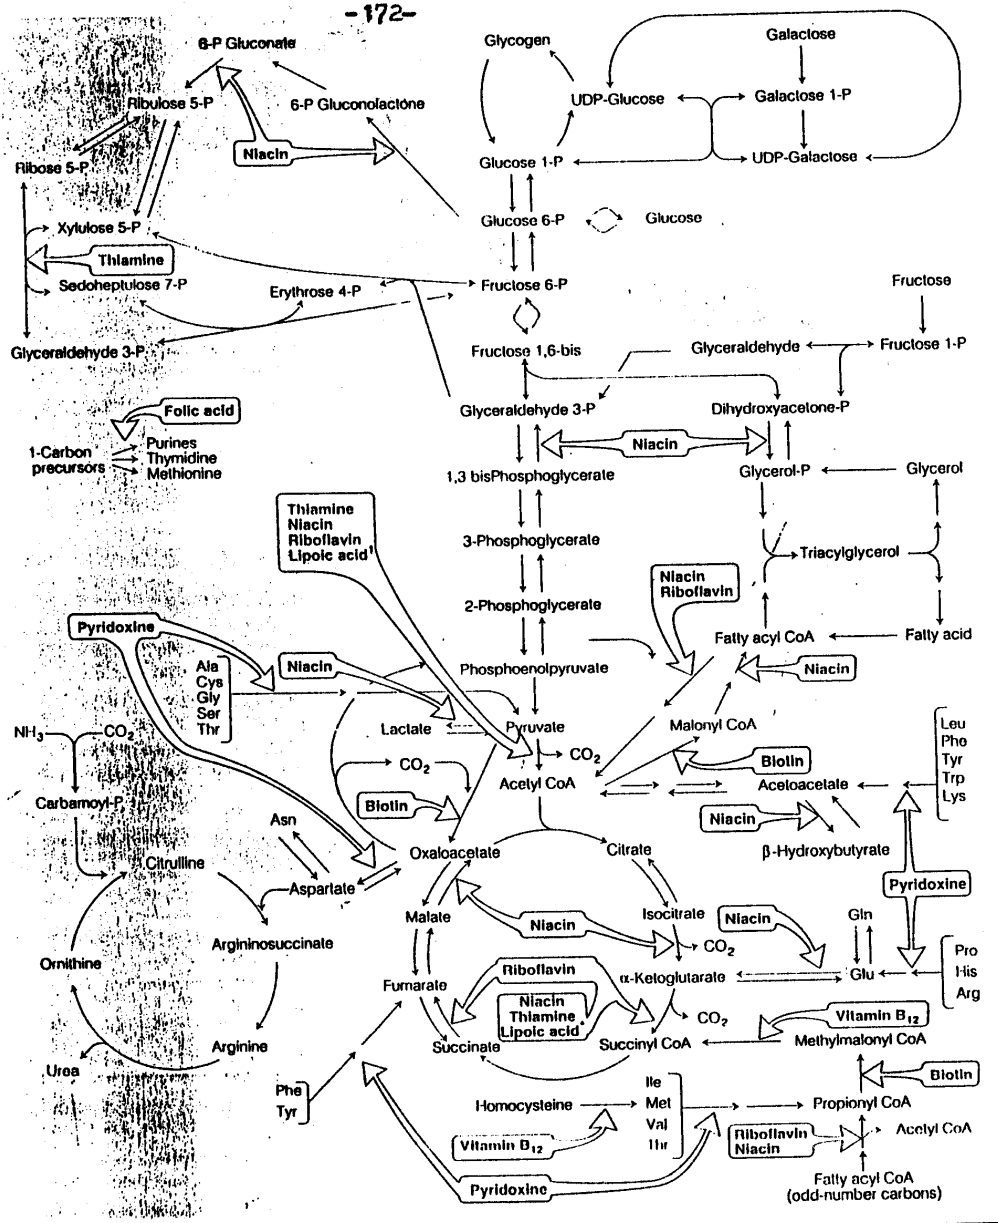 -172-
6-P Gluconate
Glycogen
Galactose
Ribulose 5-P
6-P Gluconolactone
UDP-Glucose
Galactose 1-P
Niacin
Ribose 5-P
Glucose 1-P
UDP-Galactose
Xylulose 5-P
Glucose 6-P
Glucose
Thiamine
Sedoheptulose 7-P
Erythrose 4-P
Fructose 6-P
Fructose
Glyceraldehyde 3-P
Fructose 1,6-bis
Glyceraldehyde
Fructose 1-P
Folic acid
Glyceraldehyde 3-P
Dihydroxyacetone-P
1-Carbon
precursors
Purines
Thymidine
Methionine
Niacin
1,3 bisPhosphoglycerate
Glycerol-P
Glycerol
Thiamine
Niacin
Riboflavin
Lipoic acid
3-Phosphoglycerate
Triacylglycerol
Niacin
Riboflavin
2-Phosphoglycerate
Pyridoxine
Fatty acyl CoA
Fatty acid
Ala
Cys
Gly
Ser
Thr
Niacin
Phosphoenolpyruvate
Niacin
NH3
CO2
Lactate
Pyruvate
Malonyl CoA
Leu
Phe
Tyr
Trp
Lys
CO2
CO2
Acetyl CoA
Biotin
Acetoacetate
Carbamoyl-P
Biotin
Asn
Niacin
Citrulline
Oxaloacetate
Citrate
β-Hydroxybutyrate
Aspartate
Pyridoxine
Malate
Niacin
Isocitrate
Niacin
Gln
Argininosuccinate
CO2
Pro
His
Arg
Ornithine
Riboflavin
α-Ketoglutarate
Glu
Fumarate
Niacin
Thiamine
Lipoic acid
CO2
Vitamin B12
Arginine
Succinate
Succinyl CoA
Methylmalonyl CoA
Urea
Biotin
Phe
Tyr
Ile
Met
Val
Thr
Homocysteine
Propionyl CoA
Vitamin B12
Riboflavin
Niacin
Acetyl CoA
Pyridoxine
Fatty acyl CoA
(odd-number carbons)